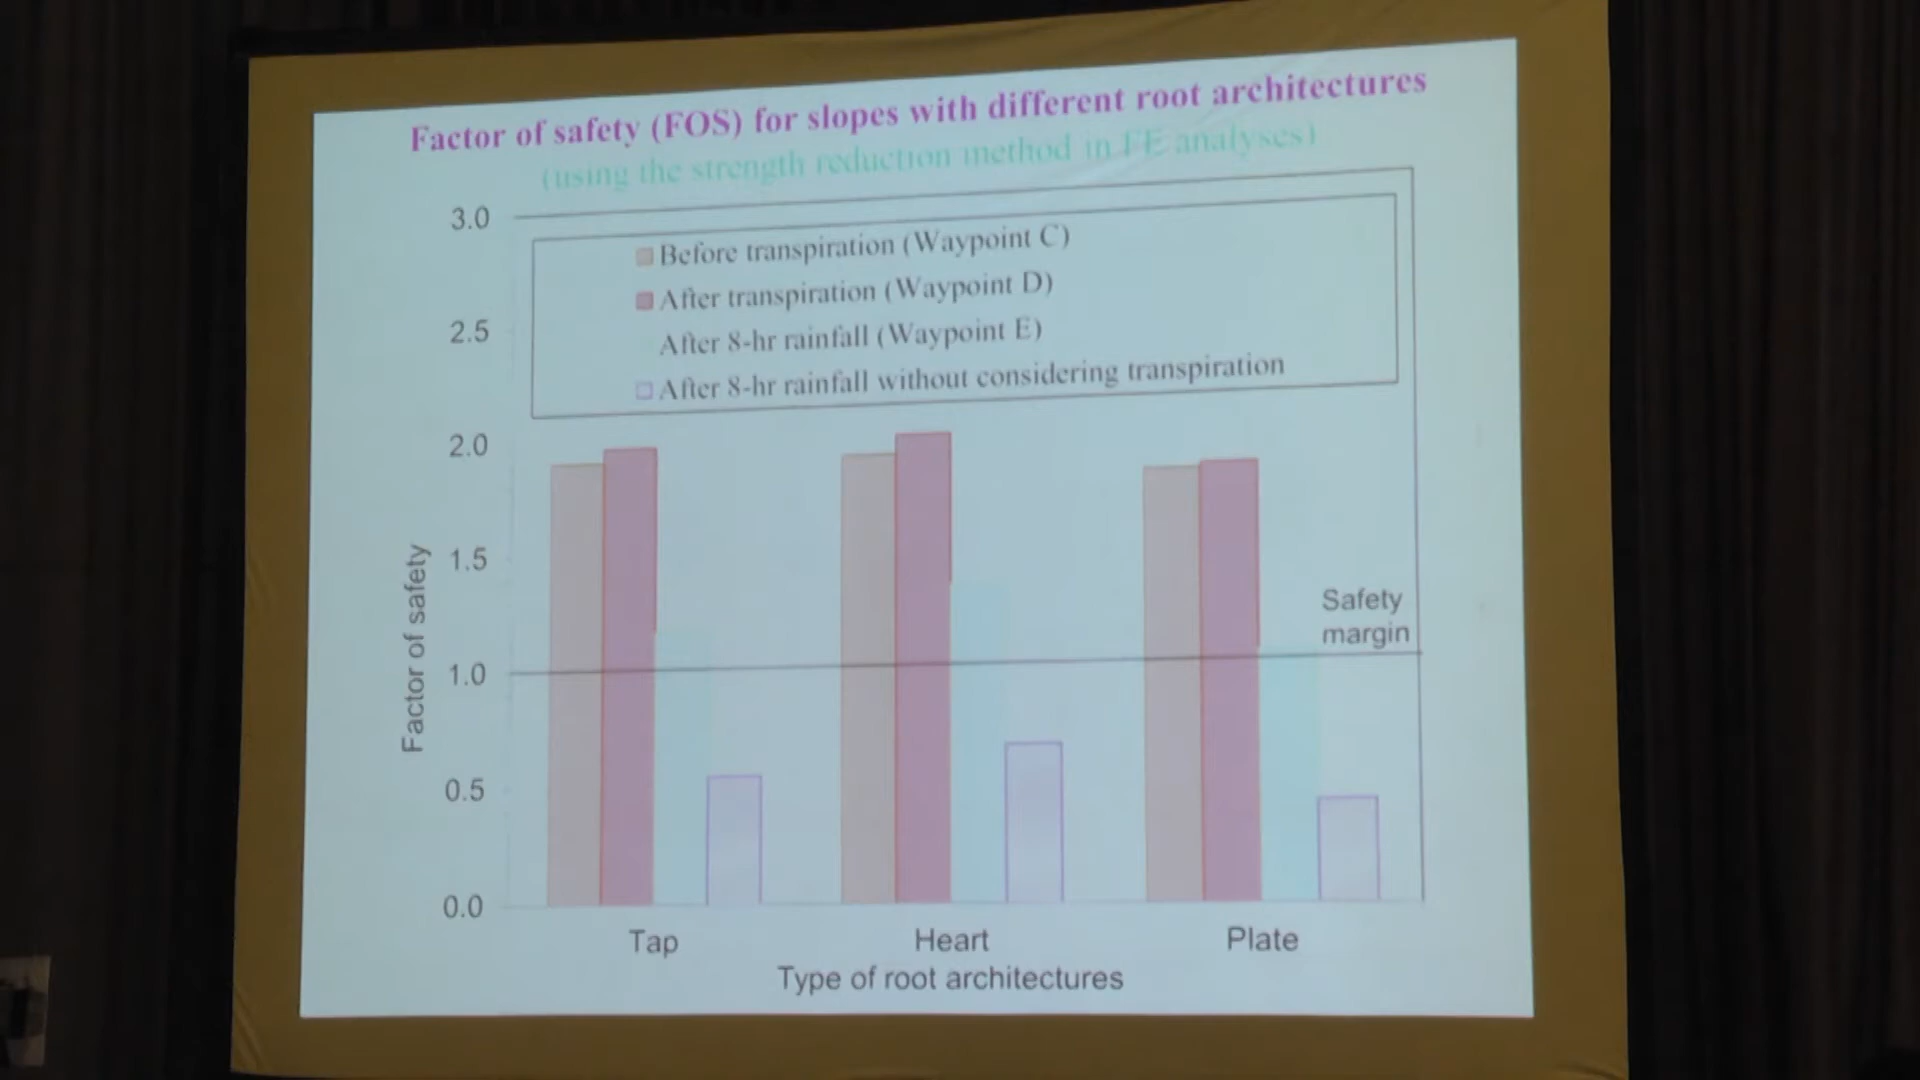 Factor of safety (FOS) for slopes with different root architectures
(using the strength reduction method in FE analyses)
3.0
Before transpiration (Waypoint C)
After transpiration (Waypoint D)
2.5
After 8-hr rainfall (Waypoint E)
After 8-hr rainfall without considering transpiration
2.0
1.5
Safety
margin
1.0
Factor of safety
0.5
0.0
Tap Heart Plate
Type of root architectures